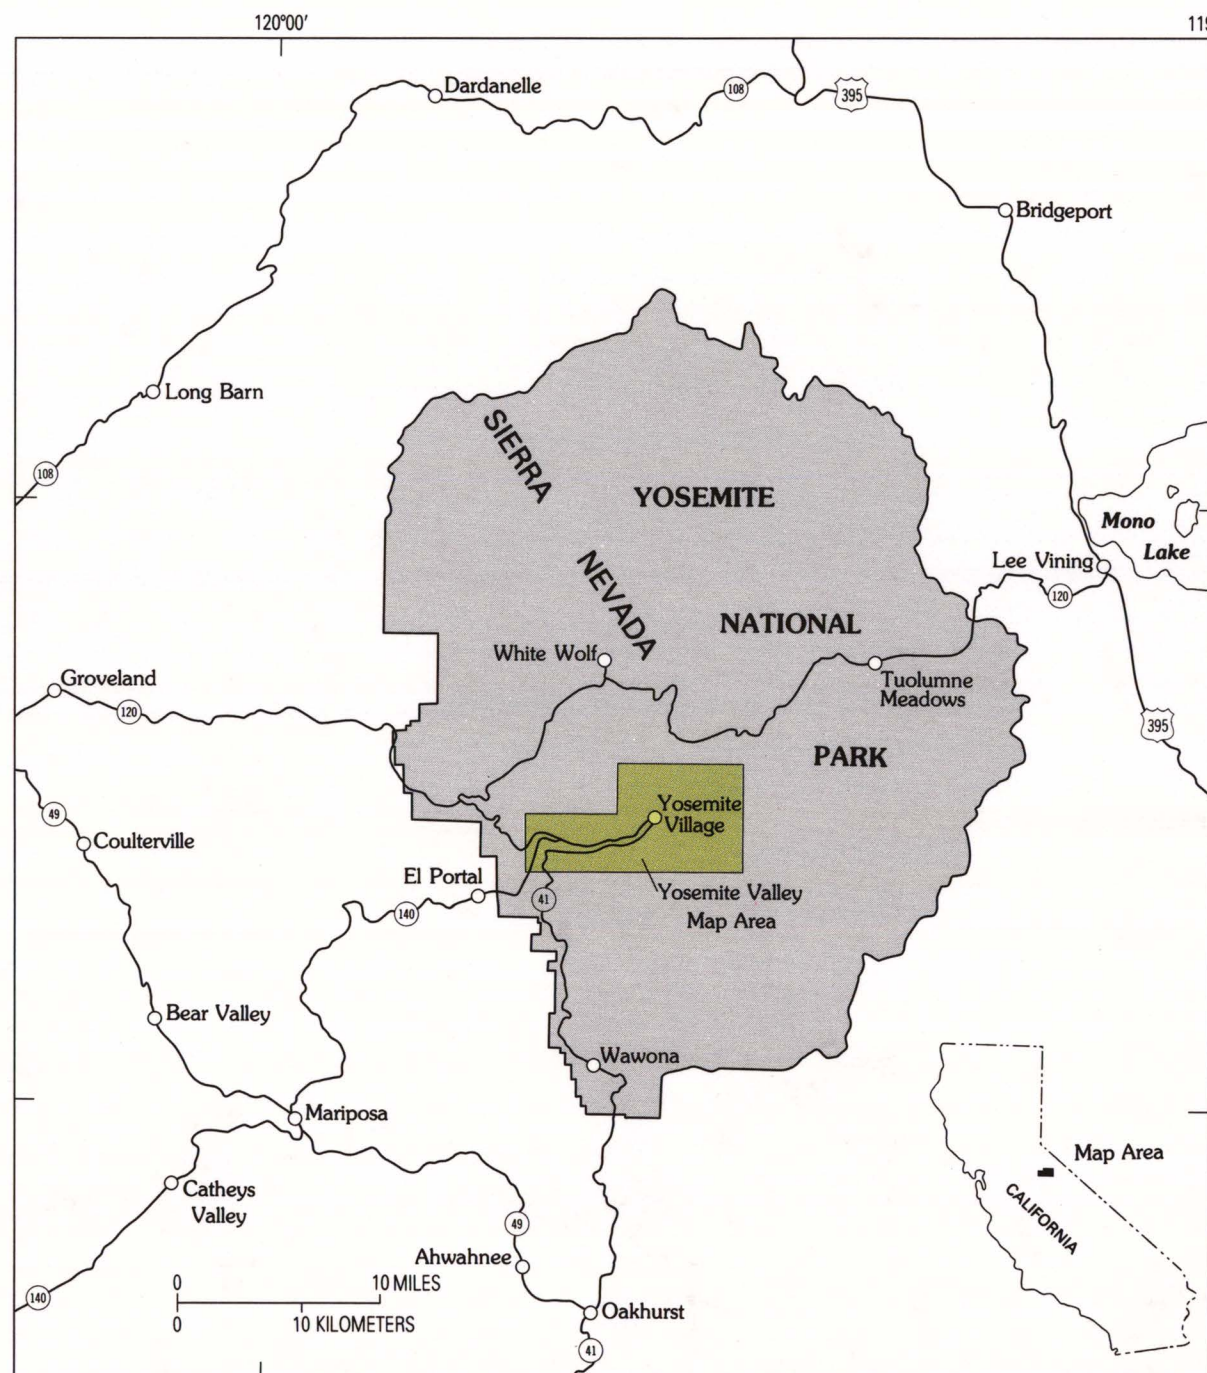 120°00'
119
Dardanelle
108
395
Bridgeport
Long Barn
108
SIERRA
YOSEMITE
Mono
Lake
Lee Vining
120
NEVADA
NATIONAL
White Wolf
Tuolumne
Meadows
Groveland
120
395
PARK
49
Coulterville
Yosemite
Village
El Portal
140
41
Yosemite Valley
Map Area
Bear Valley
Wawona
Mariposa
Map Area
CALIFORNIA
Catheys
Valley
49
Ahwahnee
0 10 MILES
0 10 KILOMETERS
140
Oakhurst
41